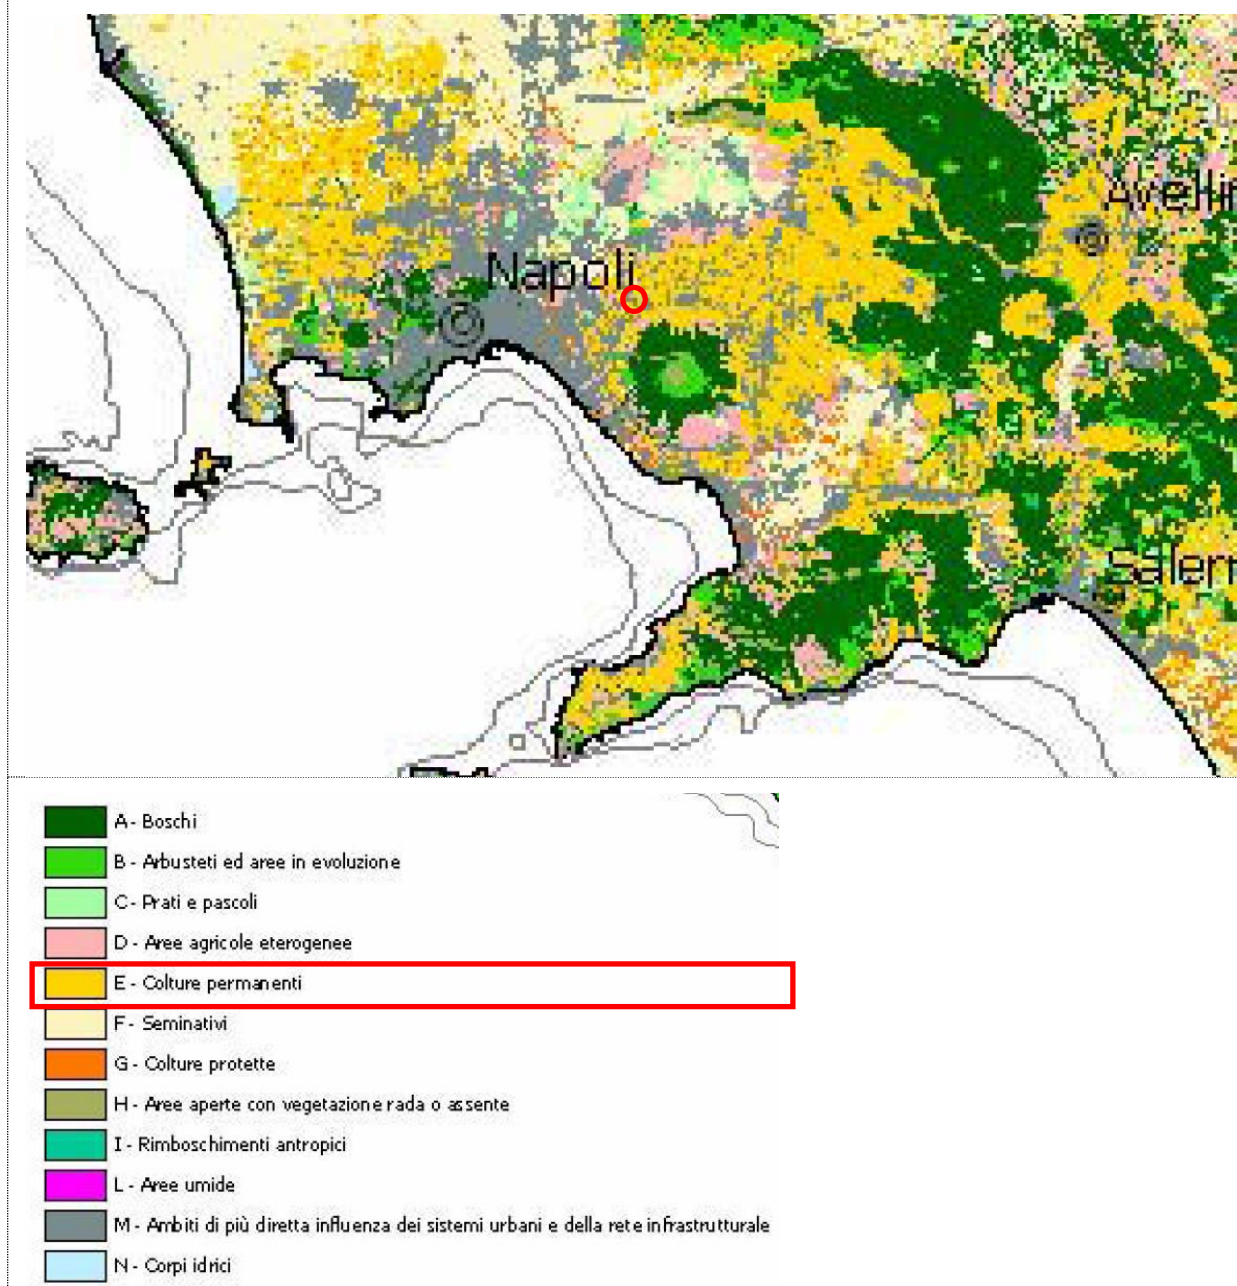 Avellin
Napoli
Salern
A - Boschi
B - Arbusteti ed aree in evoluzione
C - Prati e pascoli
D - Aree agricole eterogenee
E - Colture permanenti
F - Seminativi
G - Colture protette
H - Aree aperte con vegetazione rada o assente
I - Rimboschimenti antropici
L - Aree umide
M - Ambiti di più diretta influenza dei sistemi urbani e della rete infrastrutturale
N - Corpi idrici